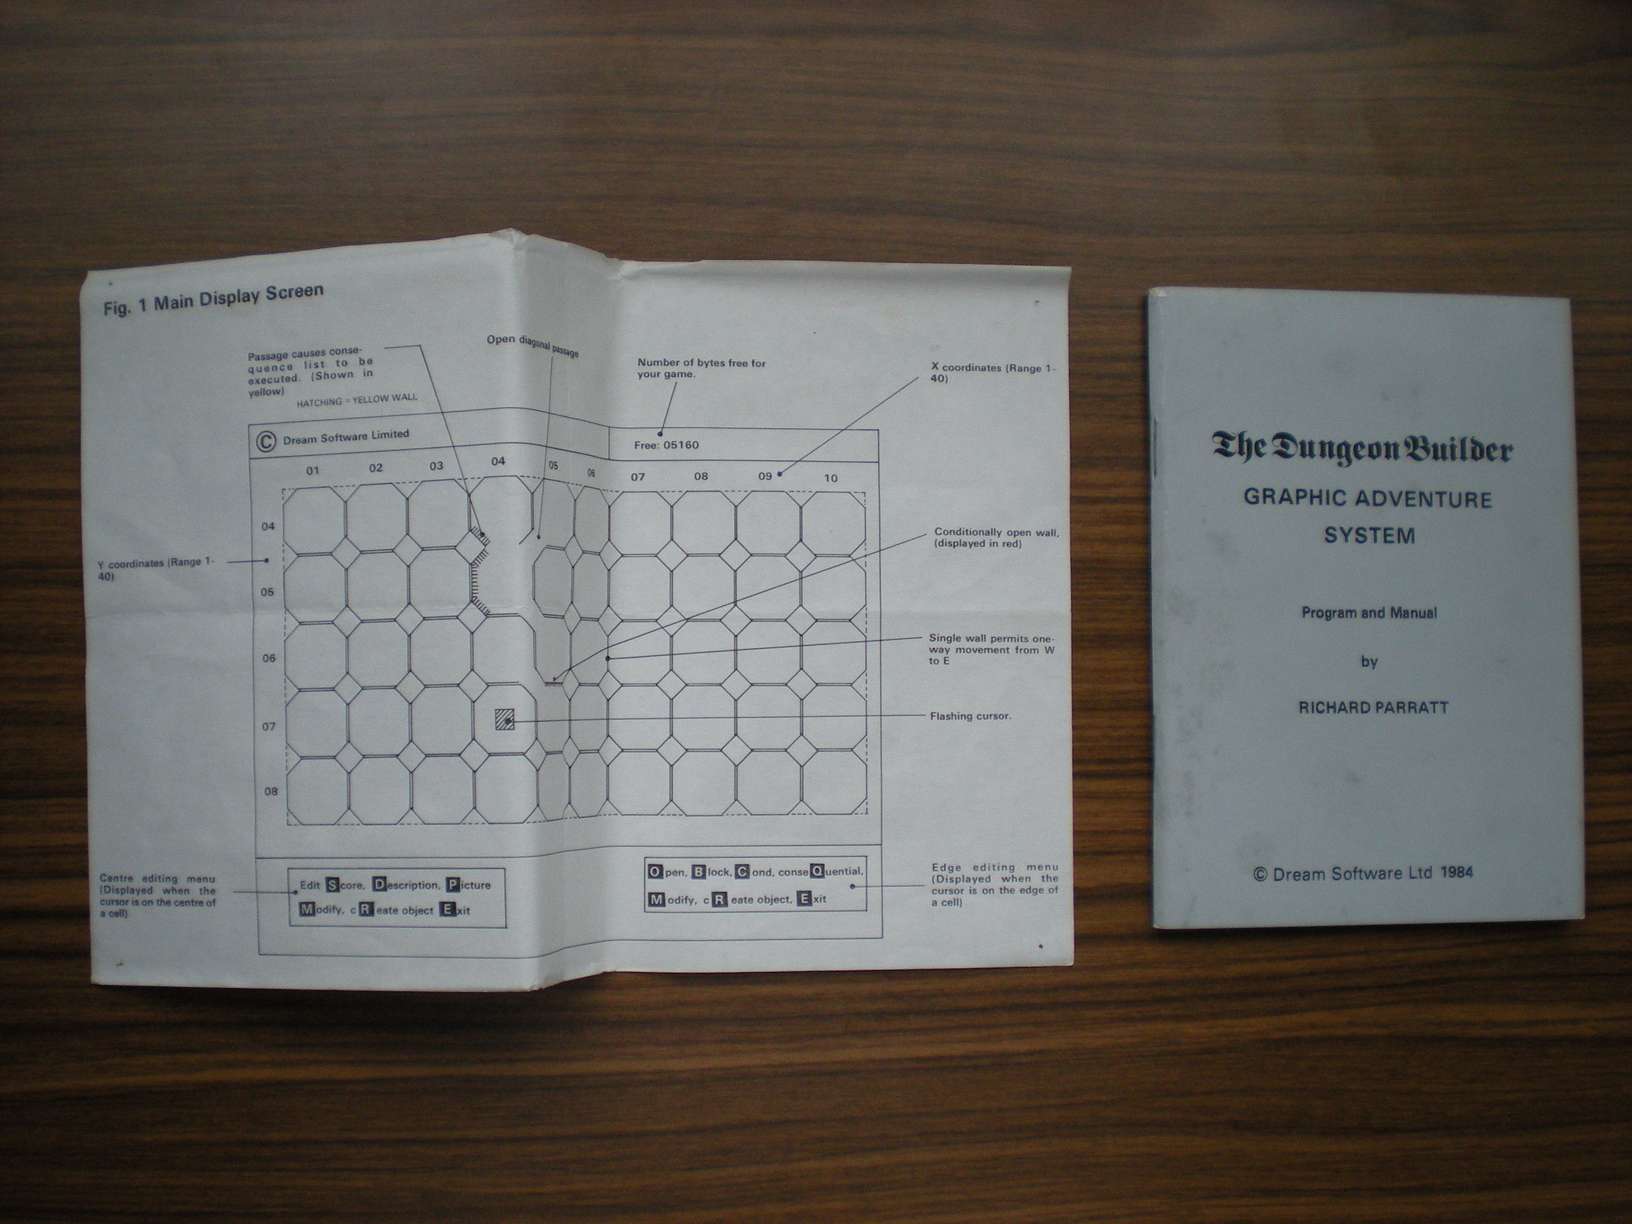 Fig. 1 Main Display Screen
Passage causes conse-
quence list to be
executed. (Shown in
yellow)
HATCHING = YELLOW WALL
Open diagonal passage
Number of bytes free for
your game.
X coordinates (Range 1-
40)
© Dream Software Limited
Free: 05160
01 02 03 04 05 06 07 08 09 10
04
Y coordinates (Range 1-
40)
05
06
07
08
Conditionally open wall,
(displayed in red)
Single wall permits one-
way movement from W
to E
Flashing cursor.
Centre editing menu
(Displayed when the
cursor is on the centre of
a cell)
Edit Score, Description, Picture
Modify, cReate object Exit
Open, Block, Cond, conseQuential,
Modify, cReate object, Exit
Edge editing menu
(Displayed when the
cursor is on the edge of
a cell)
The Dungeon Builder
GRAPHIC ADVENTURE
SYSTEM
Program and Manual
by
RICHARD PARRATT
© Dream Software Ltd 1984